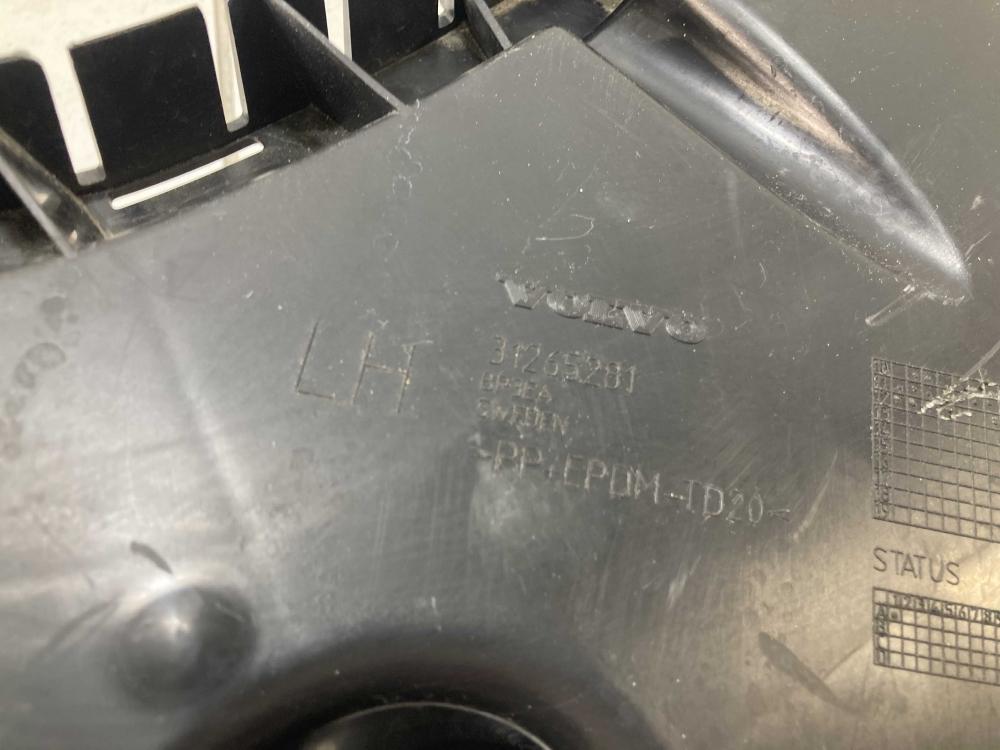 VOLVO
LH
31265281
SWEDEN
>PP+EPDM-TD20<
STATUS